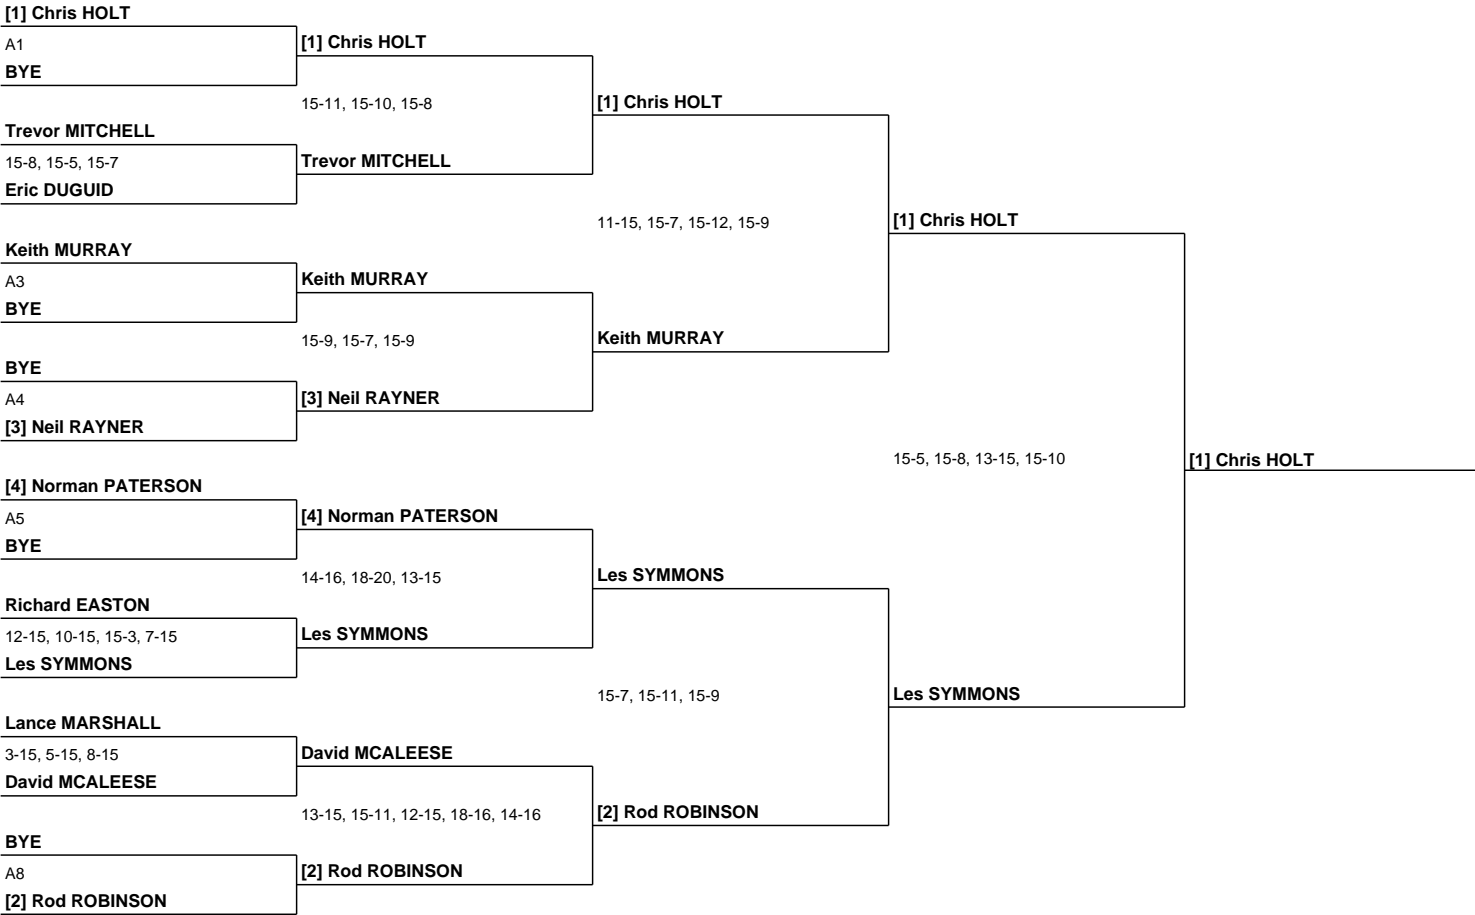 [1] Chris HOLT
A1
BYE
[1] Chris HOLT
15-11, 15-10, 15-8
Trevor MITCHELL
15-8, 15-5, 15-7
Eric DUGUID
Trevor MITCHELL
[1] Chris HOLT
11-15, 15-7, 15-12, 15-9
Keith MURRAY
A3
BYE
Keith MURRAY
15-9, 15-7, 15-9
BYE
A4
[3] Neil RAYNER
[3] Neil RAYNER
Keith MURRAY
[1] Chris HOLT
15-5, 15-8, 13-15, 15-10
[1] Chris HOLT
[4] Norman PATERSON
A5
BYE
[4] Norman PATERSON
14-16, 18-20, 13-15
Richard EASTON
12-15, 10-15, 15-3, 7-15
Les SYMMONS
Les SYMMONS
Les SYMMONS
15-7, 15-11, 15-9
Les SYMMONS
Lance MARSHALL
3-15, 5-15, 8-15
David MCALEESE
David MCALEESE
13-15, 15-11, 12-15, 18-16, 14-16
BYE
A8
[2] Rod ROBINSON
[2] Rod ROBINSON
[2] Rod ROBINSON